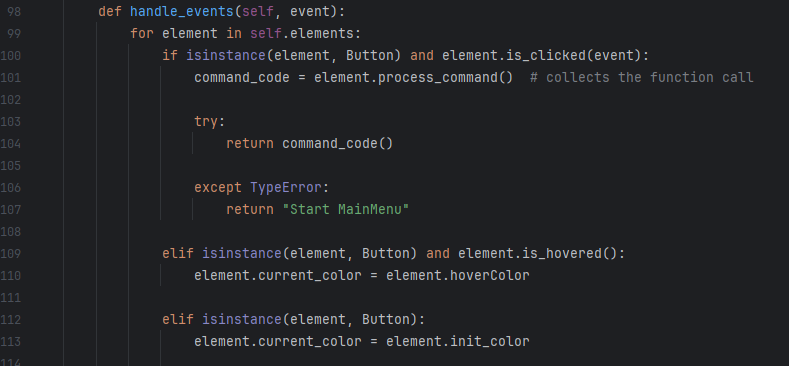 98 def handle_events(self, event):
99 for element in self.elements:
100 if isinstance(element, Button) and element.is_clicked(event):
101 command_code = element.process_command()  # collects the function call
102
103 try:
104 return command_code()
105
106 except TypeError:
107 return "Start MainMenu"
108
109 elif isinstance(element, Button) and element.is_hovered():
110 element.current_color = element.hoverColor
111
112 elif isinstance(element, Button):
113 element.current_color = element.init_color
114